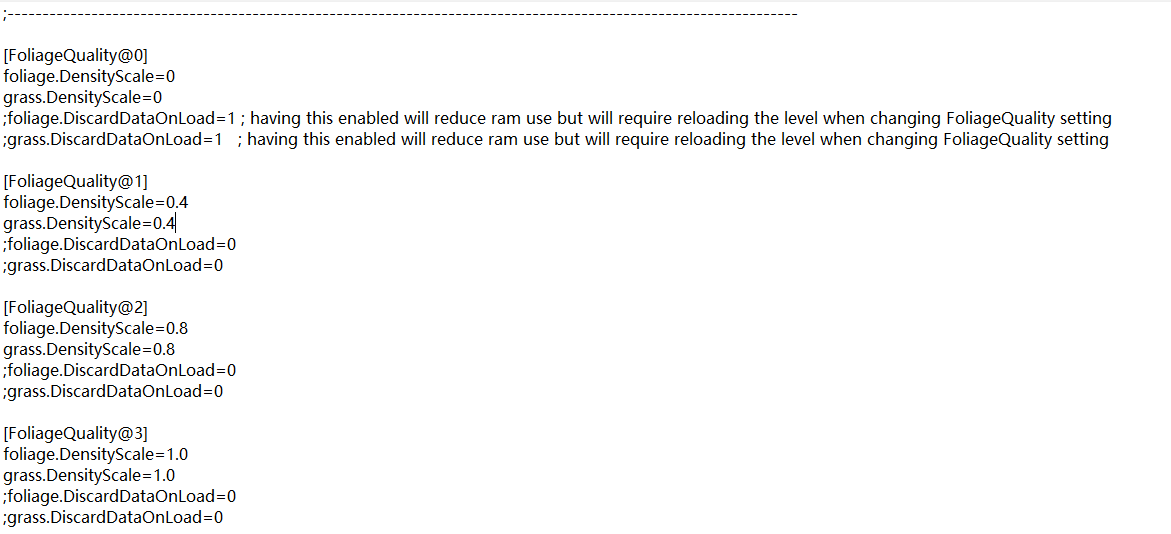 ;-----------------------------------------------------------------------------------------------------------------
[FoliageQuality@0]
foliage.DensityScale=0
grass.DensityScale=0
;foliage.DiscardDataOnLoad=1 ; having this enabled will reduce ram use but will require reloading the level when changing FoliageQuality setting
;grass.DiscardDataOnLoad=1   ; having this enabled will reduce ram use but will require reloading the level when changing FoliageQuality setting
[FoliageQuality@1]
foliage.DensityScale=0.4
grass.DensityScale=0.4
;foliage.DiscardDataOnLoad=0
;grass.DiscardDataOnLoad=0
[FoliageQuality@2]
foliage.DensityScale=0.8
grass.DensityScale=0.8
;foliage.DiscardDataOnLoad=0
;grass.DiscardDataOnLoad=0
[FoliageQuality@3]
foliage.DensityScale=1.0
grass.DensityScale=1.0
;foliage.DiscardDataOnLoad=0
;grass.DiscardDataOnLoad=0